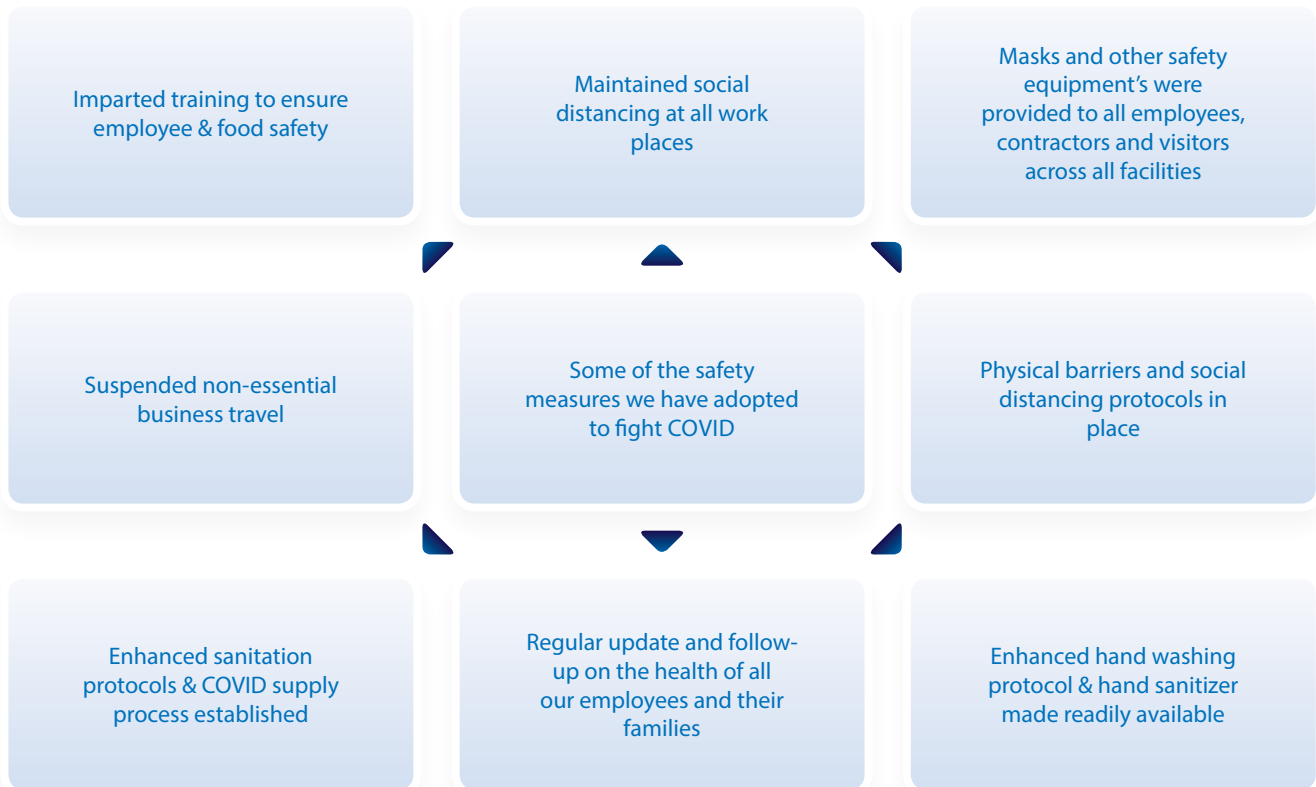 Imparted training to ensure
employee & food safety
Maintained social
distancing at all work
places
Masks and other safety
equipment's were
provided to all employees,
contractors and visitors
across all facilities
Suspended non-essential
business travel
Some of the safety
measures we have adopted
to fight COVID
Physical barriers and social
distancing protocols in
place
Enhanced sanitation
protocols & COVID supply
process established
Regular update and follow-
up on the health of all
our employees and their
families
Enhanced hand washing
protocol & hand sanitizer
made readily available